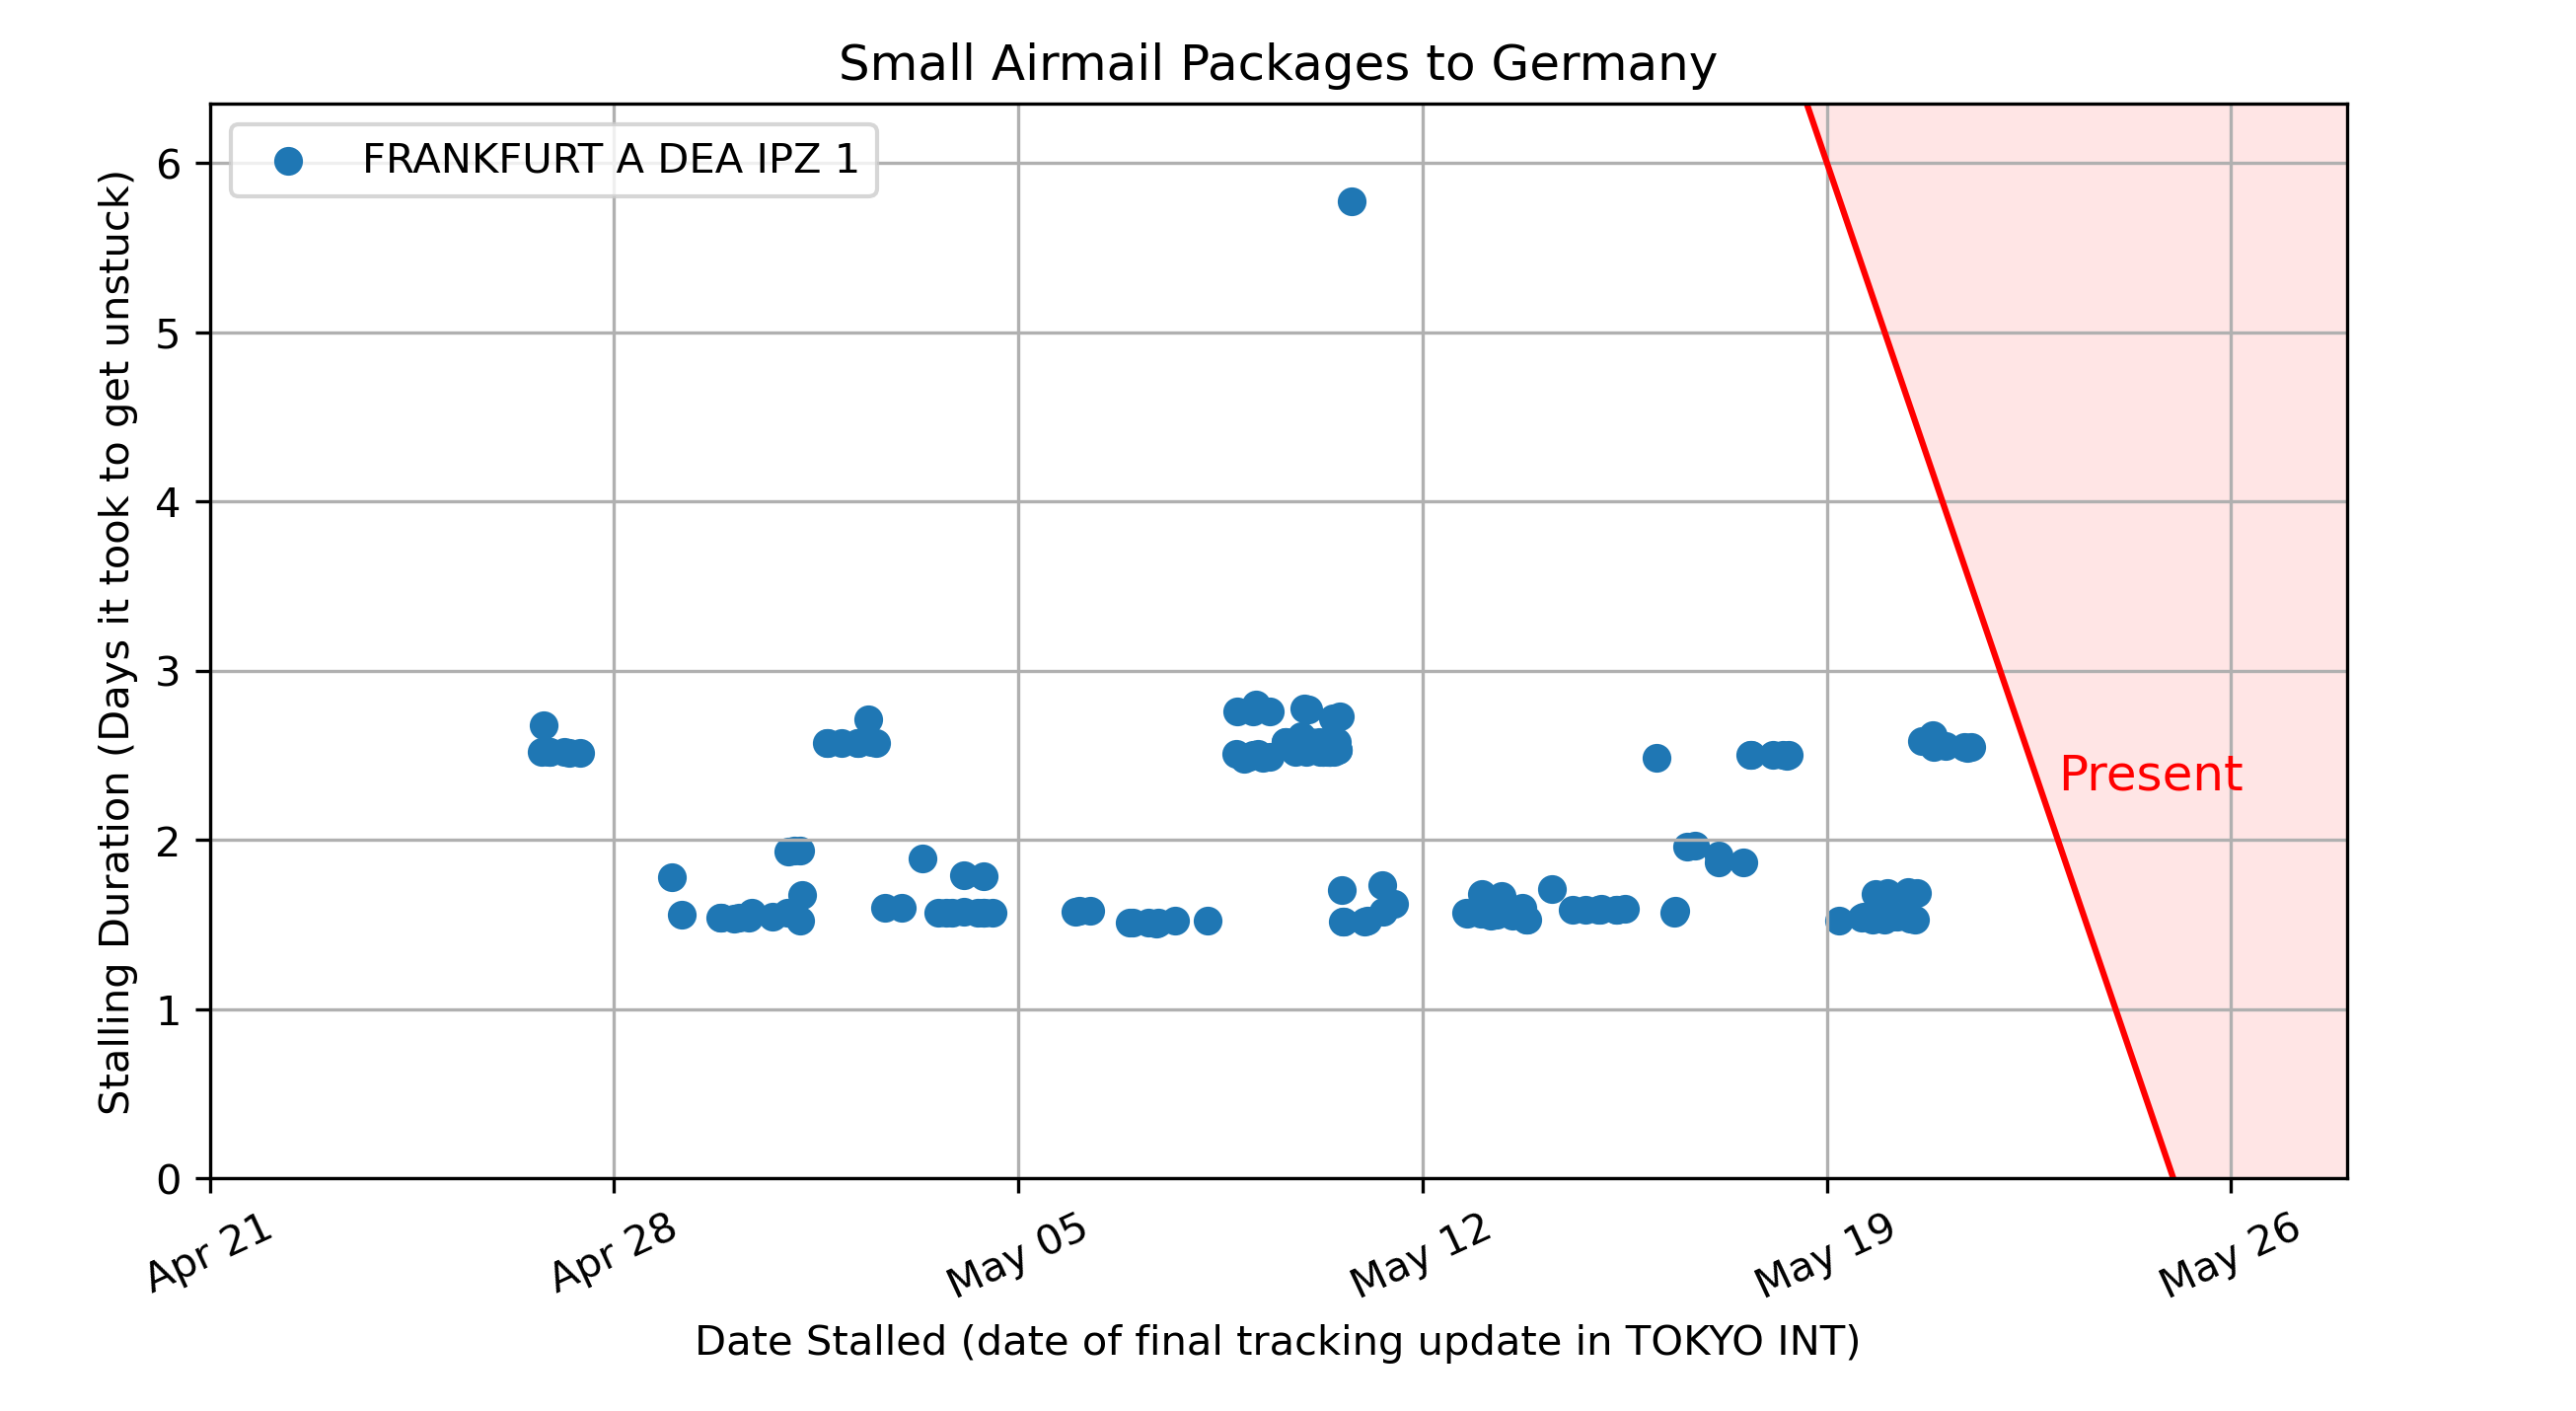 Small Airmail Packages to Germany
FRANKFURT A DEA IPZ 1
Stalling Duration (Days it took to get unstuck)
6
5
4
3
2
1
0
Present
Apr 21
Apr 28
May 05
May 12
May 19
May 26
Date Stalled (date of final tracking update in TOKYO INT)